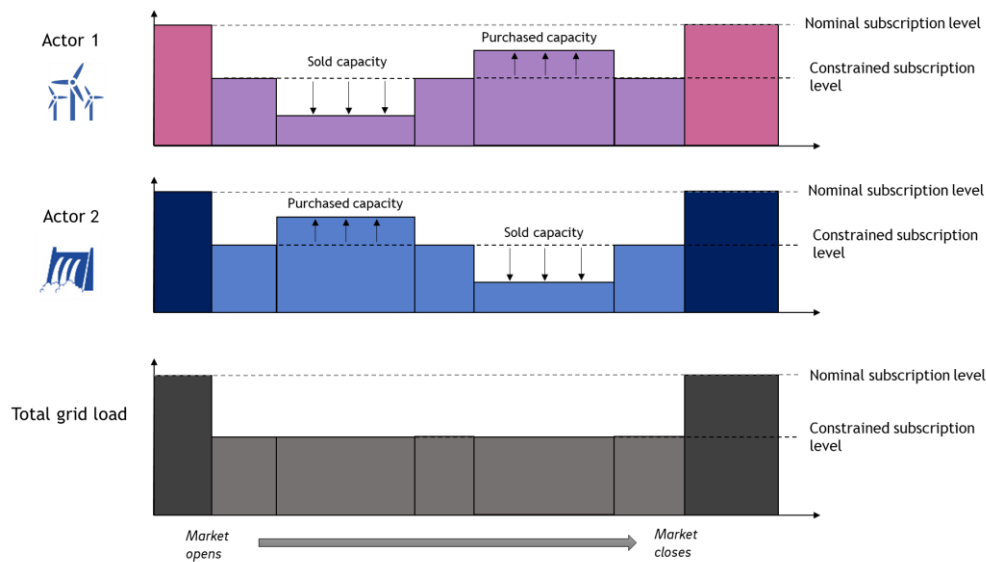 Nominal subscription level
Actor 1
Purchased capacity
Sold capacity
Constrained subscription
level
Nominal subscription level
Actor 2
Purchased capacity
Sold capacity
Constrained subscription
level
Nominal subscription level
Total grid load
Constrained subscription
level
Market
opens
Market
closes